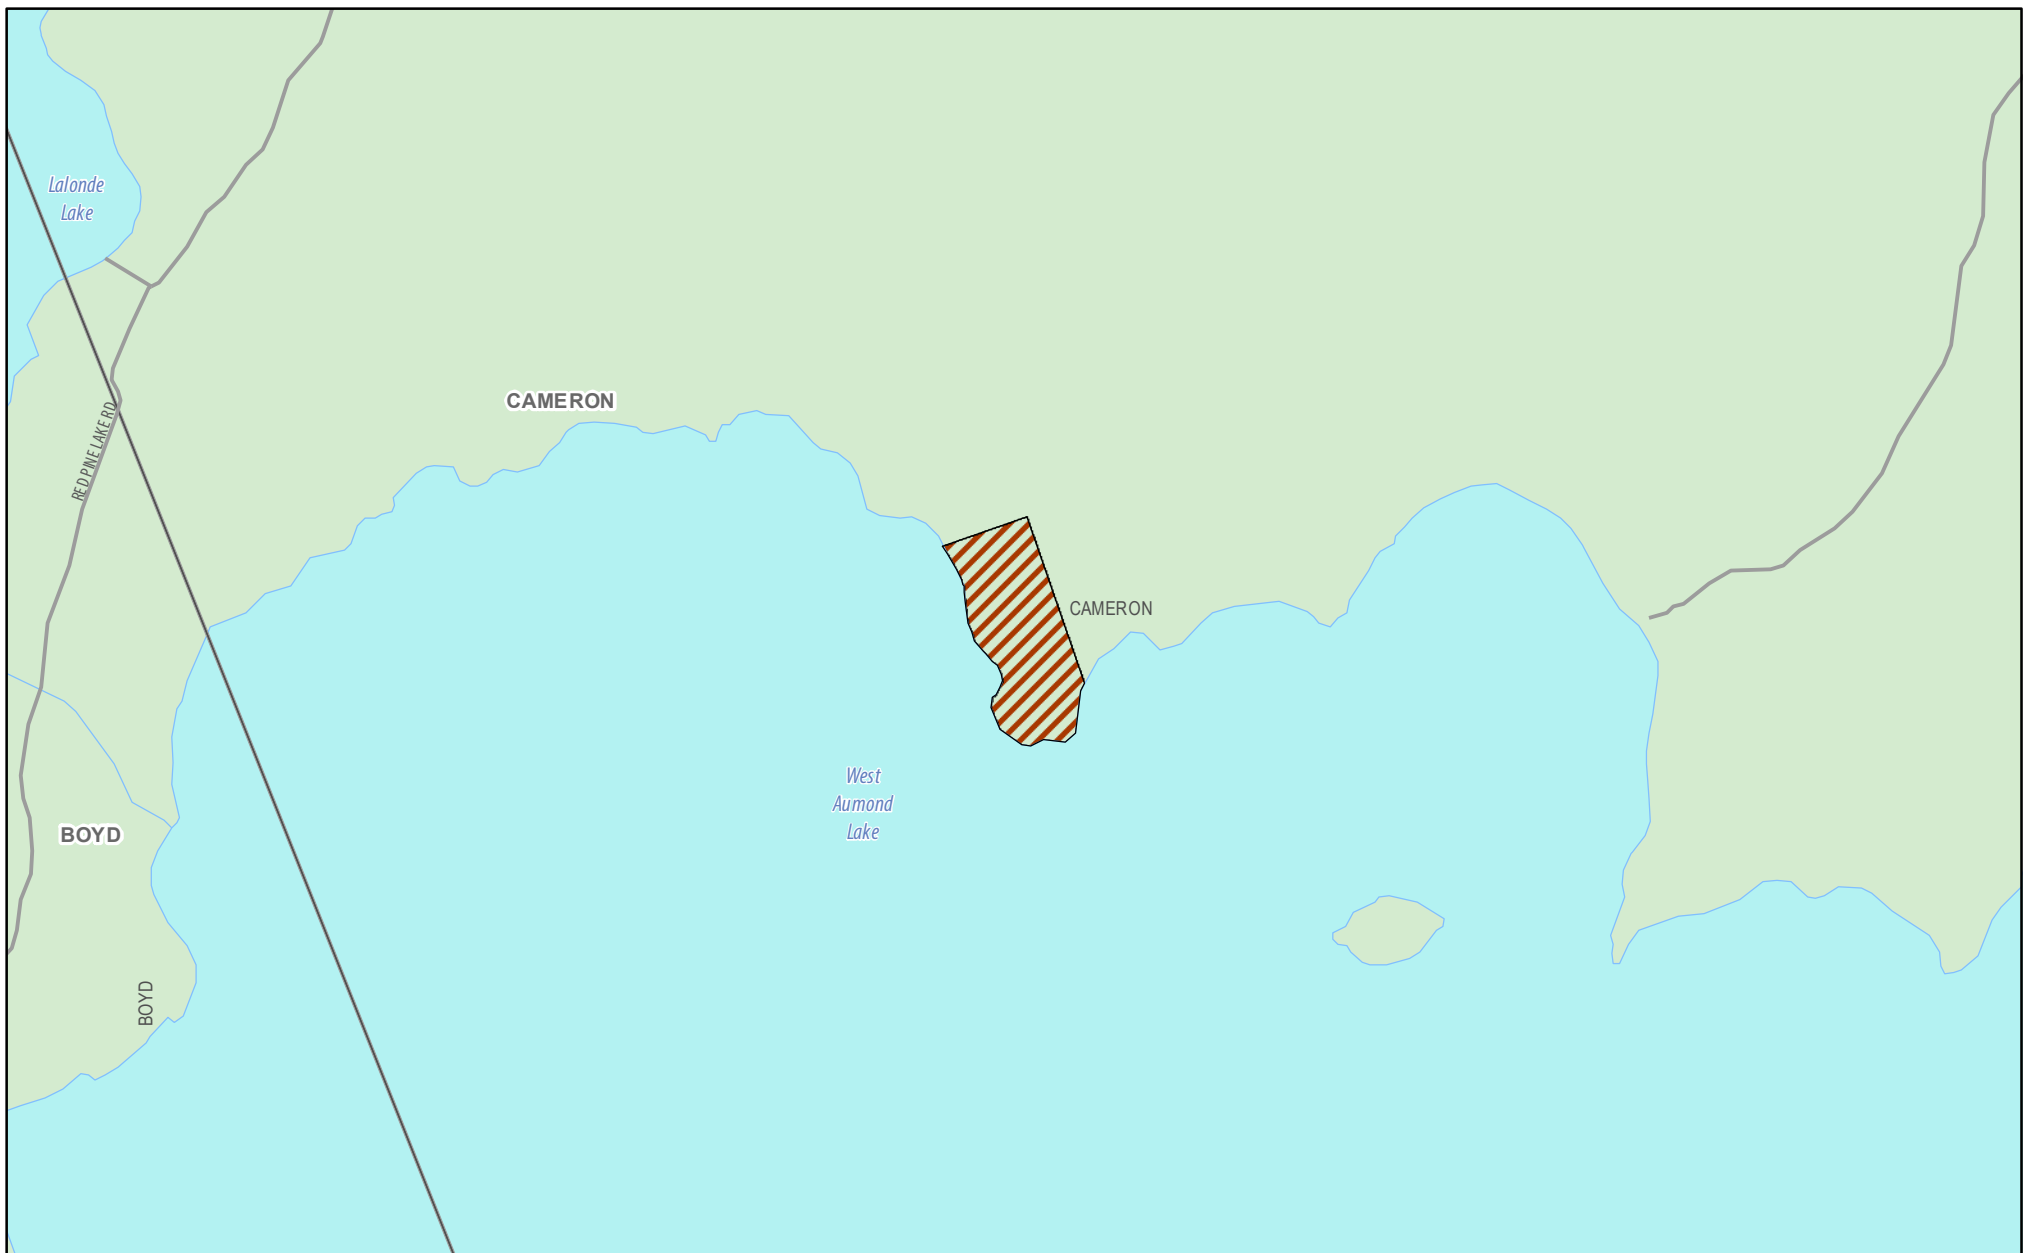 Lalonde
Lake
CAMERON
RED PINE LAKE RD
CAMERON
West
Aumond
Lake
BOYD
BOYD